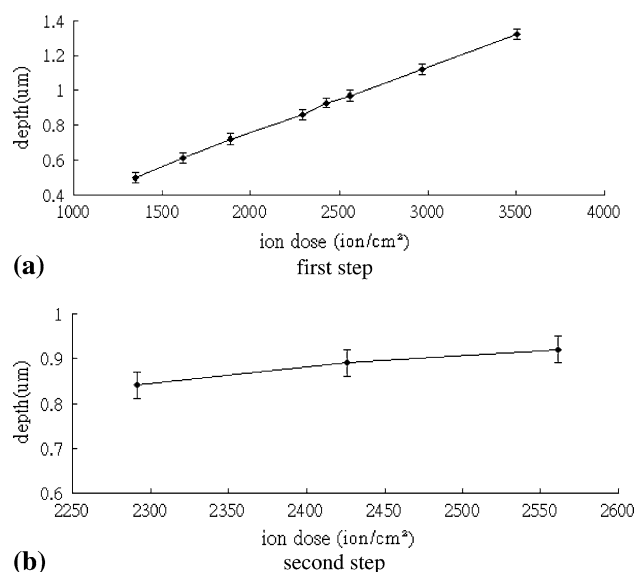 1.4
1.2
1
0.8
0.6
0.4
depth(um)
1000 1500 2000 2500 3000 3500 4000
ion dose (ion/cm²)
(a) first step
1
0.9
0.8
0.7
0.6
depth(um)
2250 2300 2350 2400 2450 2500 2550 2600
ion dose (ion/cm²)
(b) second step